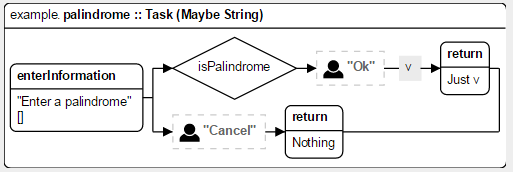 example. palindrome :: Task (Maybe String)
enterInformation
"Enter a palindrome"
[]
isPalindrome
"Ok"
v
return
Just v
"Cancel"
return
Nothing